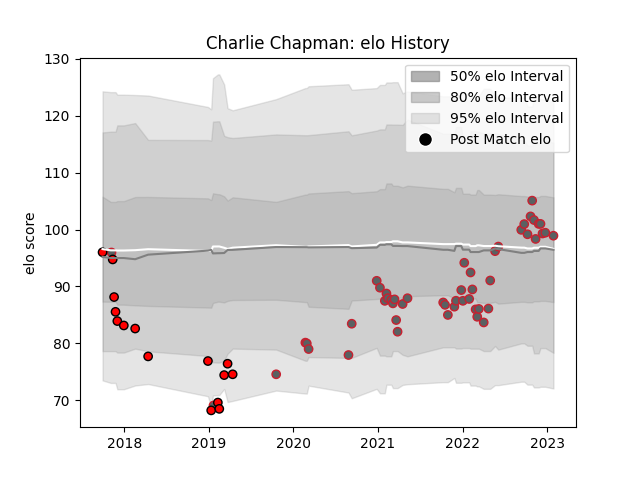 Charlie Chapman: elo History
50% elo Interval
80% elo Interval
95% elo Interval
Post Match elo
elo score
130
120
110
100
90
80
70
2018
2019
2020
2021
2022
2023